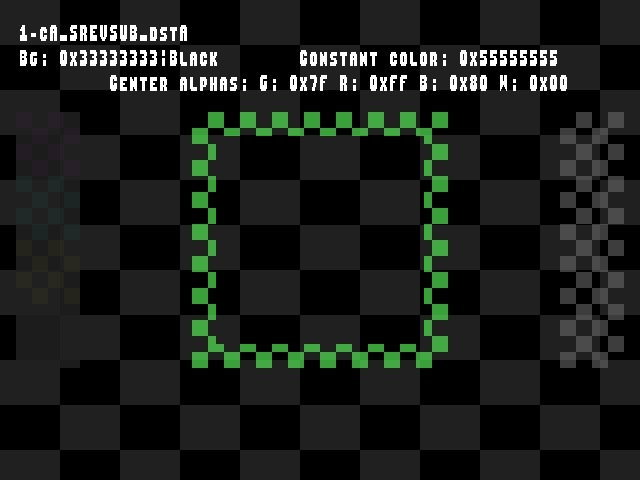 1-cA_SREVSUB_dstA
Bg: 0x33333333;Black Constant color: 0x55555555
Center alphas: G: 0x7f R: 0xff B: 0x80 W: 0x00